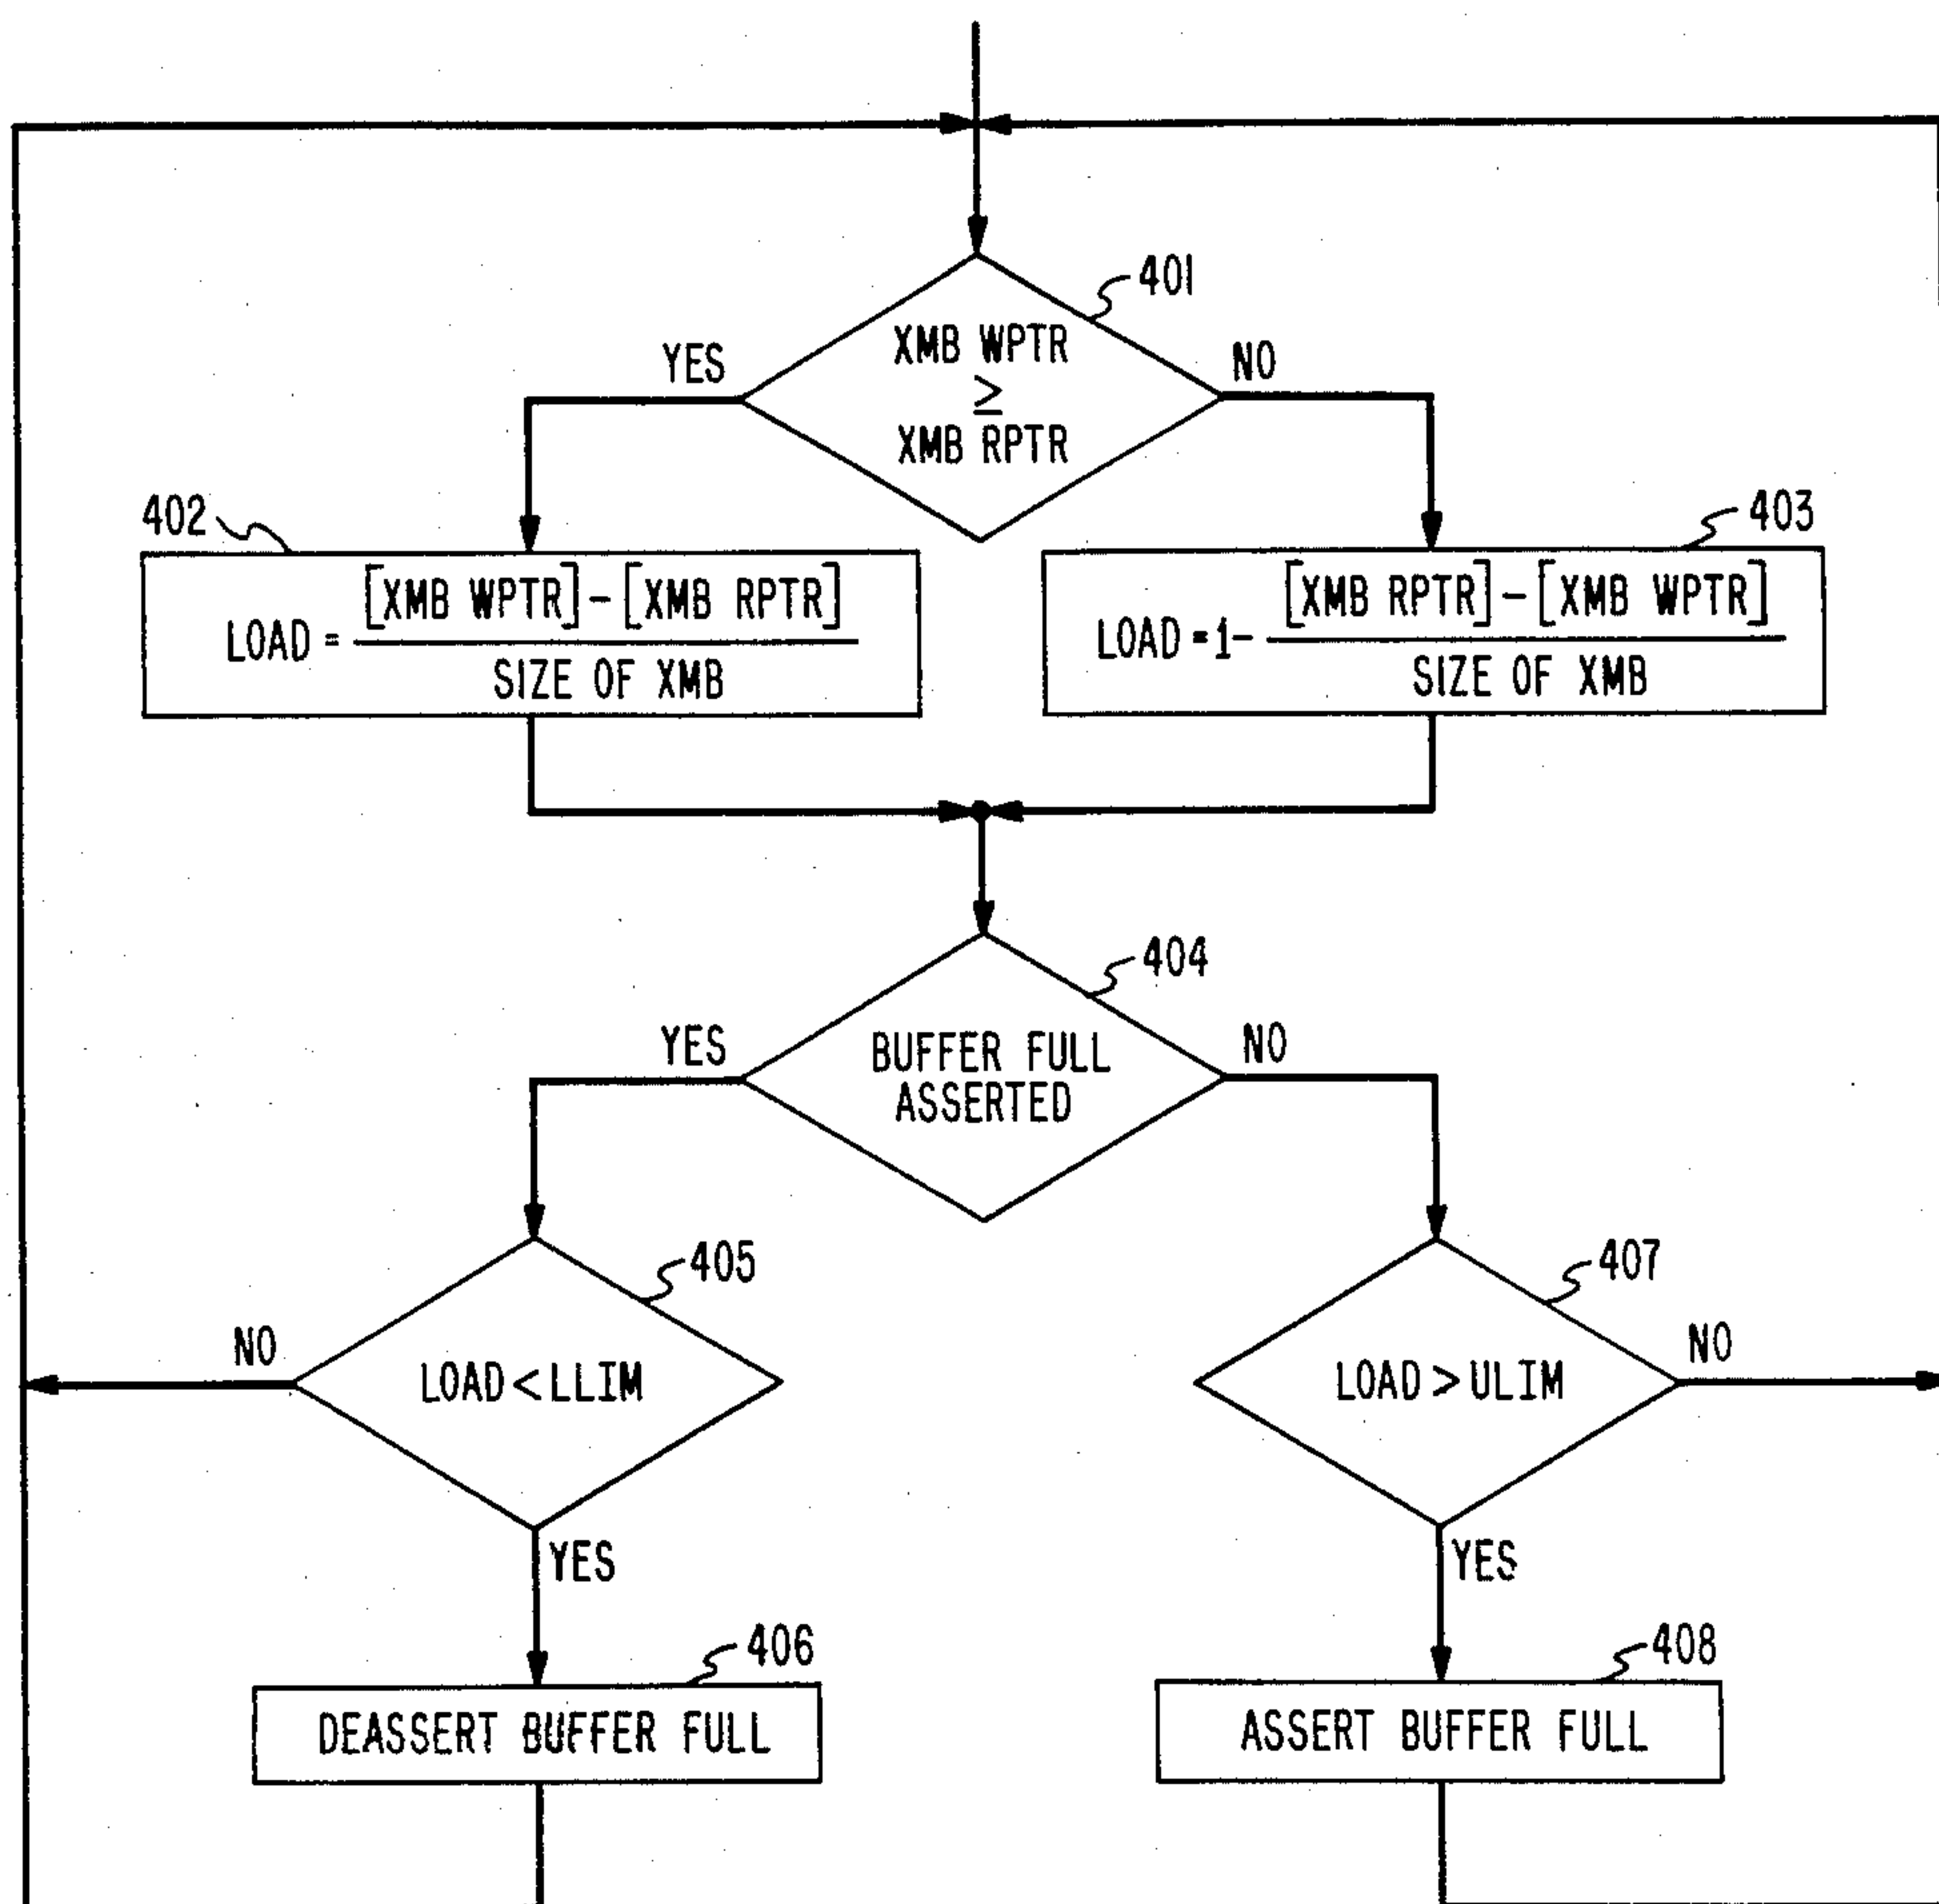 401
XMB WPTR
≥
XMB RPTR
YES
NO
402
LOAD = [XMB WPTR] - [XMB RPTR]
SIZE OF XMB
403
LOAD = 1 - [XMB RPTR] - [XMB WPTR]
SIZE OF XMB
404
BUFFER FULL
ASSERTED
YES
NO
405
LOAD < LLIM
NO
YES
407
LOAD > ULIM
NO
YES
406
DEASSERT BUFFER FULL
408
ASSERT BUFFER FULL